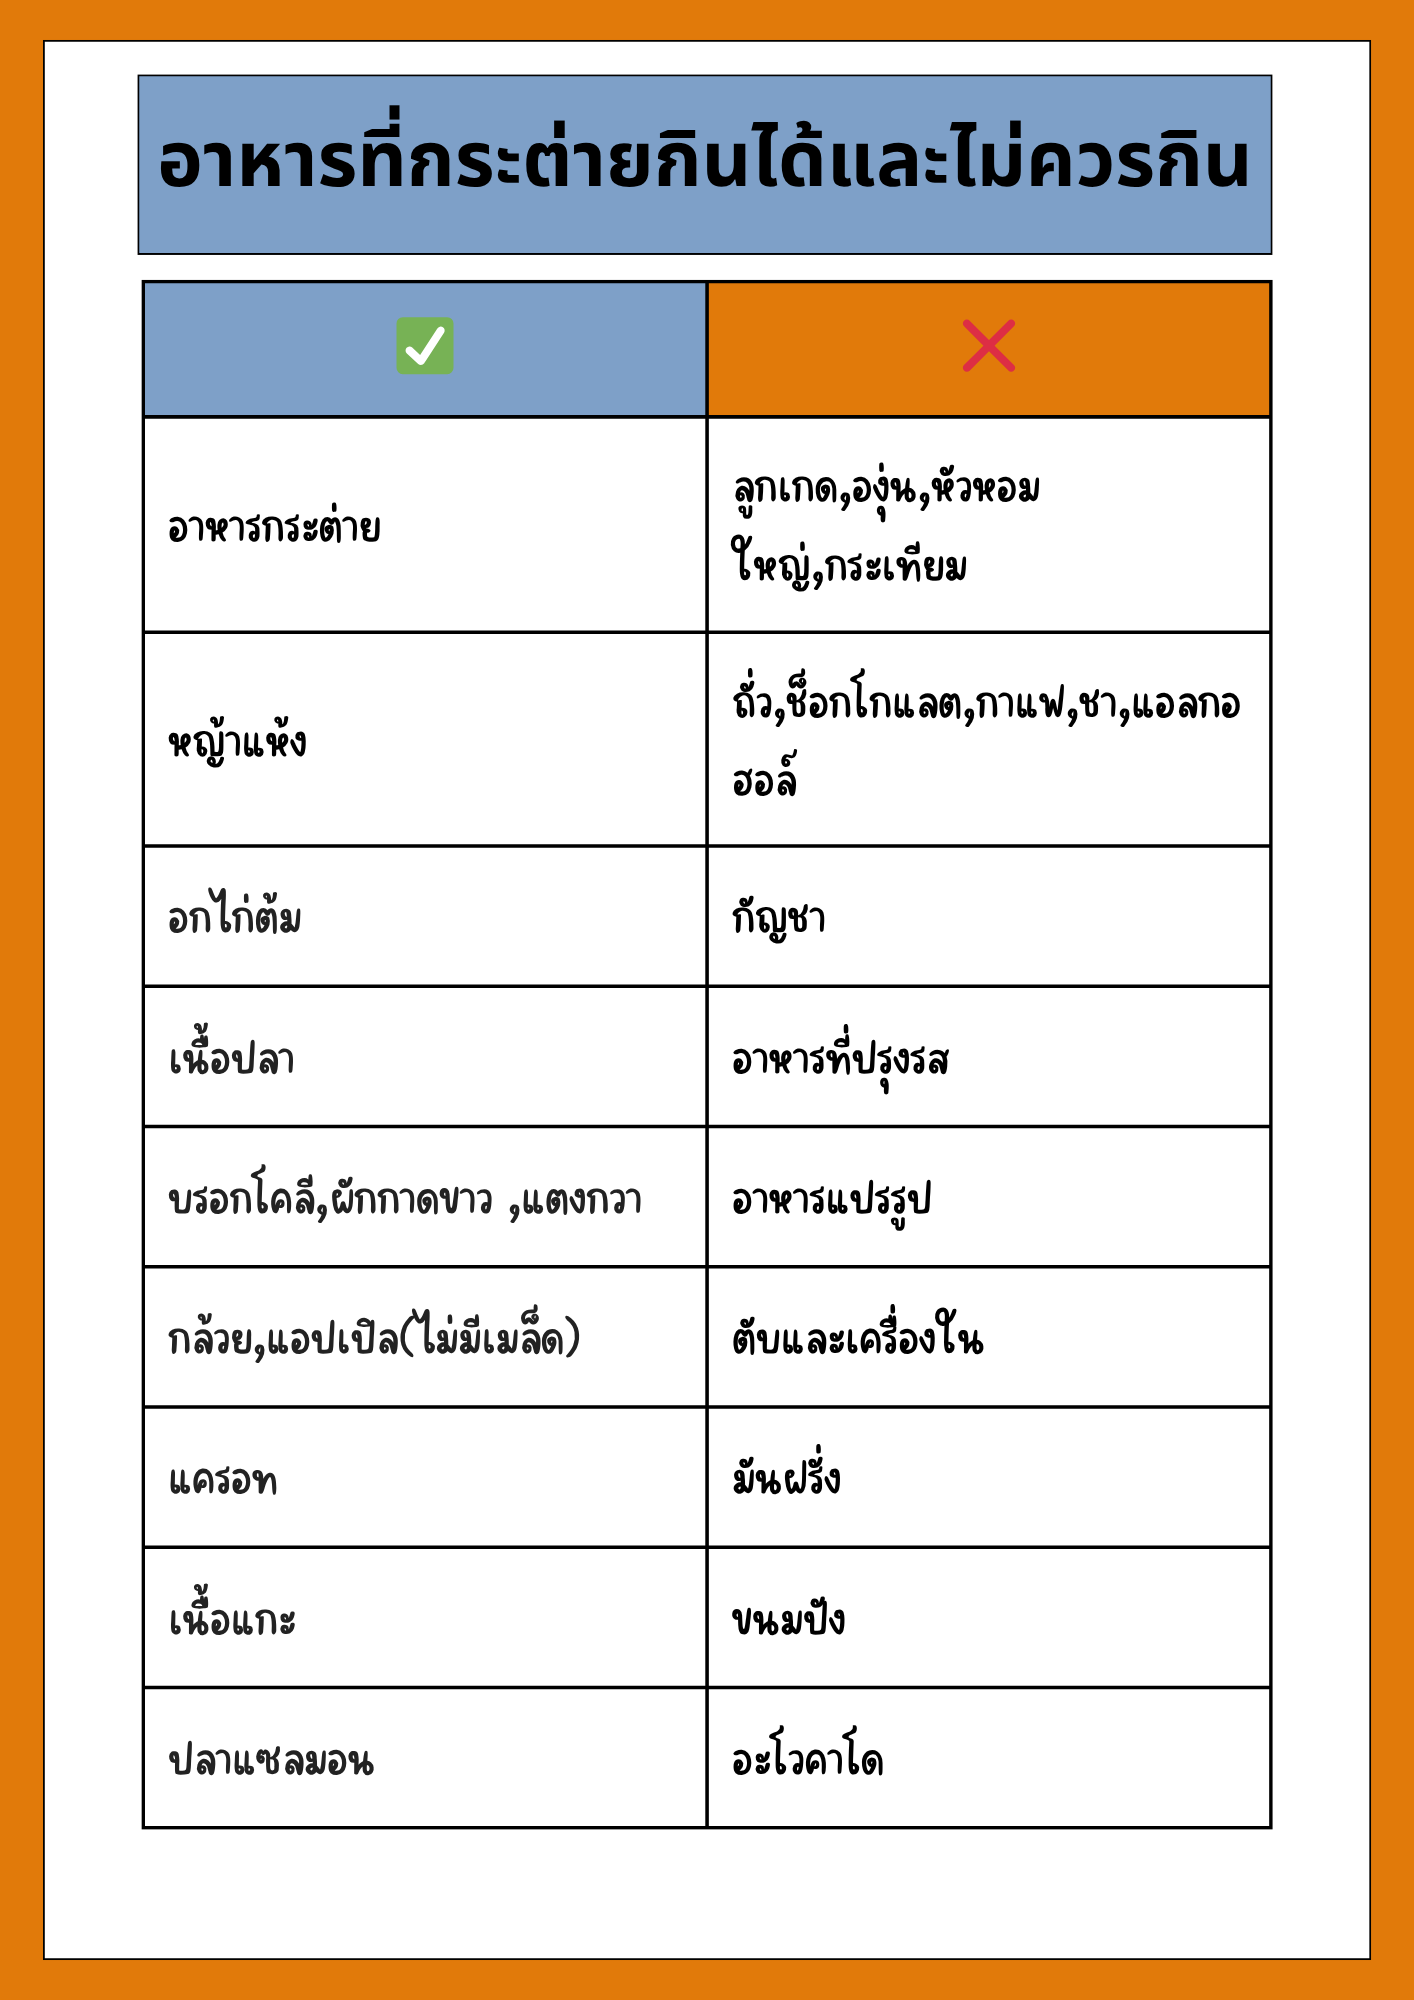 อาหารที่กระต่ายกินได้และไม่ควรกิน
✅ ❌
อาหารกระต่าย
ลูกเกด,องุ่น,หัวหอม
ใหญ่,กระเทียม
หญ้าแห้ง
ถั่ว,ช็อกโกแลต,กาแฟ,ชา,แอลกอ
ฮอล์
อกไก่ต้ม
กัญชา
เนื้อปลา
อาหารที่ปรุงรส
บรอกโคลี,ผักกาดขาว ,แตงกวา
อาหารแปรรูป
กล้วย,แอปเปิล(ไม่มีเมล็ด)
ตับและเครื่องใน
แครอท
มันฝรั่ง
เนื้อแกะ
ขนมปัง
ปลาแซลมอน
อะโวคาโด